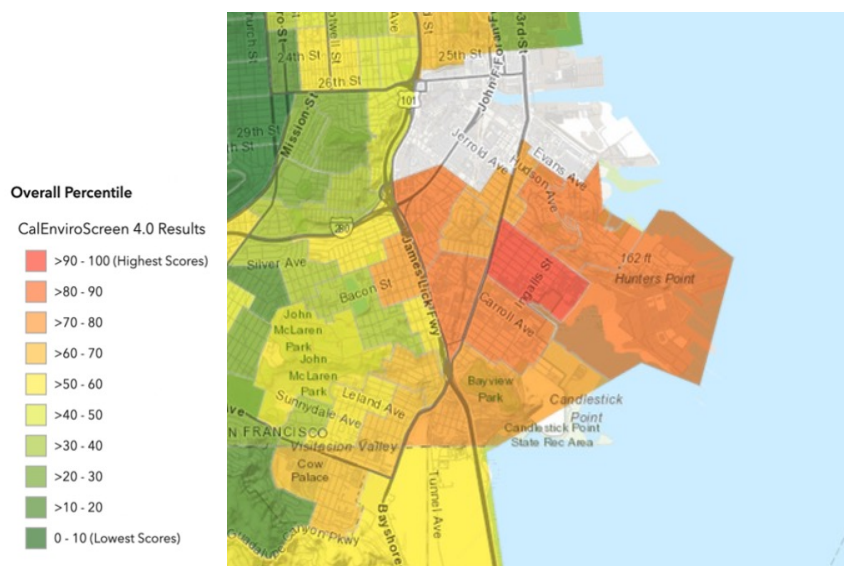 Overall Percentile
CalEnviroScreen 4.0 Results
>90 - 100 (Highest Scores)
>80 - 90
>70 - 80
>60 - 70
>50 - 60
>40 - 50
>30 - 40
>20 - 30
>10 - 20
0 - 10 (Lowest Scores)
24th St
25th St
3rd St
26th St
101
Mission St
29th St
Jerrold Ave
Evans Ave
Hudson Ave
280
James Lick Fwy
Silver Ave
Bacon St
Ingalls St
162 ft
Hunters Point
Carroll Ave
John
McLaren
Park
John
McLaren
Park
Bayview
Park
Leland Ave
Sunnydale Ave
Candlestick
Point
Candlestick Point
State Rec Area
N FRANCISCO
Visitacion Valley
Cow
Palace
Tunnel Ave
Bayshore